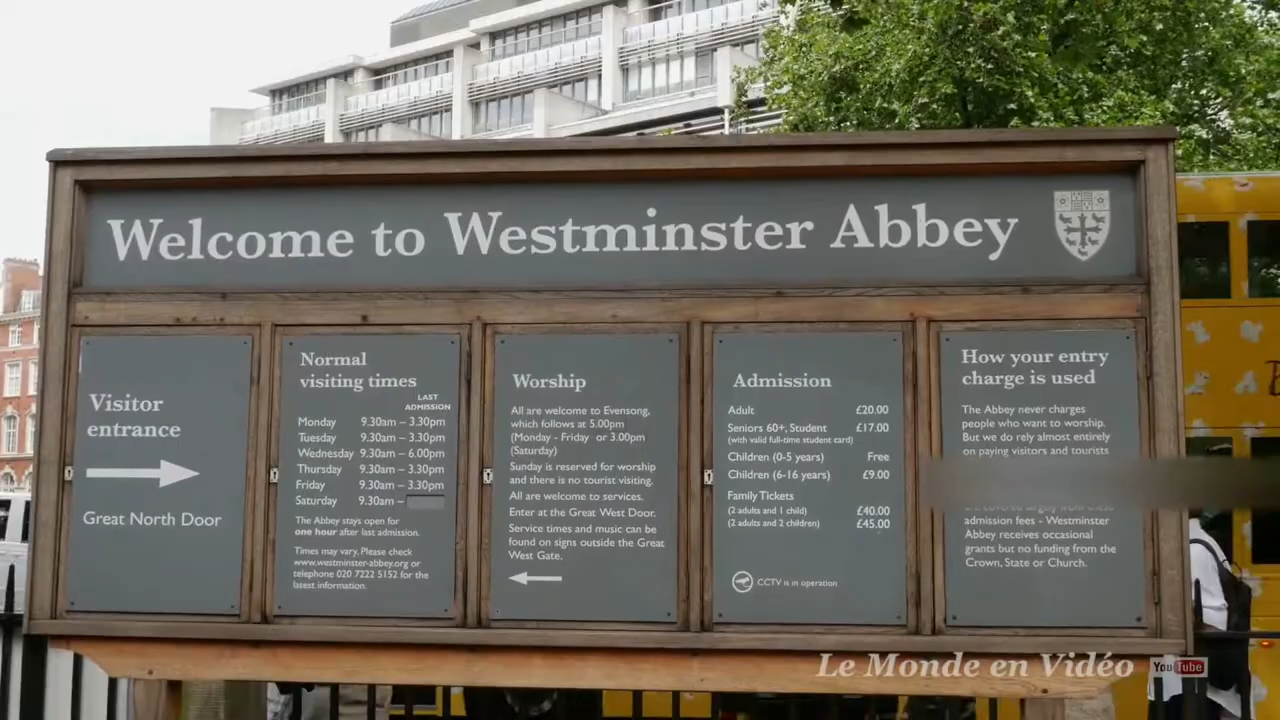 Welcome to Westminster Abbey
Visitor
entrance
Great North Door
Normal
visiting times
LAST
ADMISSION
Monday 9.30am – 3.30pm
Tuesday 9.30am – 3.30pm
Wednesday 9.30am – 6.00pm
Thursday 9.30am – 3.30pm
Friday 9.30am – 3.30pm
Saturday 9.30am –
The Abbey stays open for
one hour after last admission.
Times may vary. Please check
www.westminster-abbey.org or
telephone 020 7222 5152 for the
latest information.
Worship
All are welcome to Evensong,
which follows at 5.00pm
(Monday - Friday or 3.00pm
(Saturday)
Sunday is reserved for worship
and there is no tourist visiting.
All are welcome to services.
Enter at the Great West Door.
Service times and music can be
found on signs outside the Great
West Gate.
Admission
Adult £20.00
Seniors 60+, Student £17.00
(with valid full-time student card)
Children (0-5 years) Free
Children (6-16 years) £9.00
Family Tickets
(2 adults and 1 child) £40.00
(2 adults and 2 children) £45.00
CCTV is in operation
How your entry
charge is used
The Abbey never charges
people who want to worship.
But we do rely almost entirely
on paying visitors and tourists
admission fees - Westminster
Abbey receives occasional
grants but no funding from the
Crown, State or Church.
Le Monde en Vidéo
YouTube